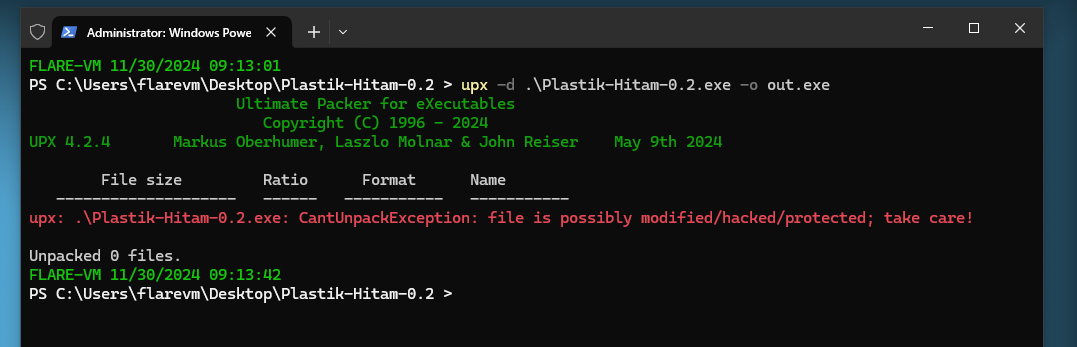 Administrator: Windows Powe
FLARE-VM 11/30/2024 09:13:01
PS C:\Users\flarevm\Desktop\Plastik-Hitam-0.2 > upx -d .\Plastik-Hitam-0.2.exe -o out.exe
Ultimate Packer for eXecutables
Copyright (C) 1996 - 2024
UPX 4.2.4       Markus Oberhumer, Laszlo Molnar & John Reiser    May 9th 2024
File size         Ratio      Format      Name
--------------------   ------   -----------   -----------
upx: .\Plastik-Hitam-0.2.exe: CantUnpackException: file is possibly modified/hacked/protected; take care!
Unpacked 0 files.
FLARE-VM 11/30/2024 09:13:42
PS C:\Users\flarevm\Desktop\Plastik-Hitam-0.2 >